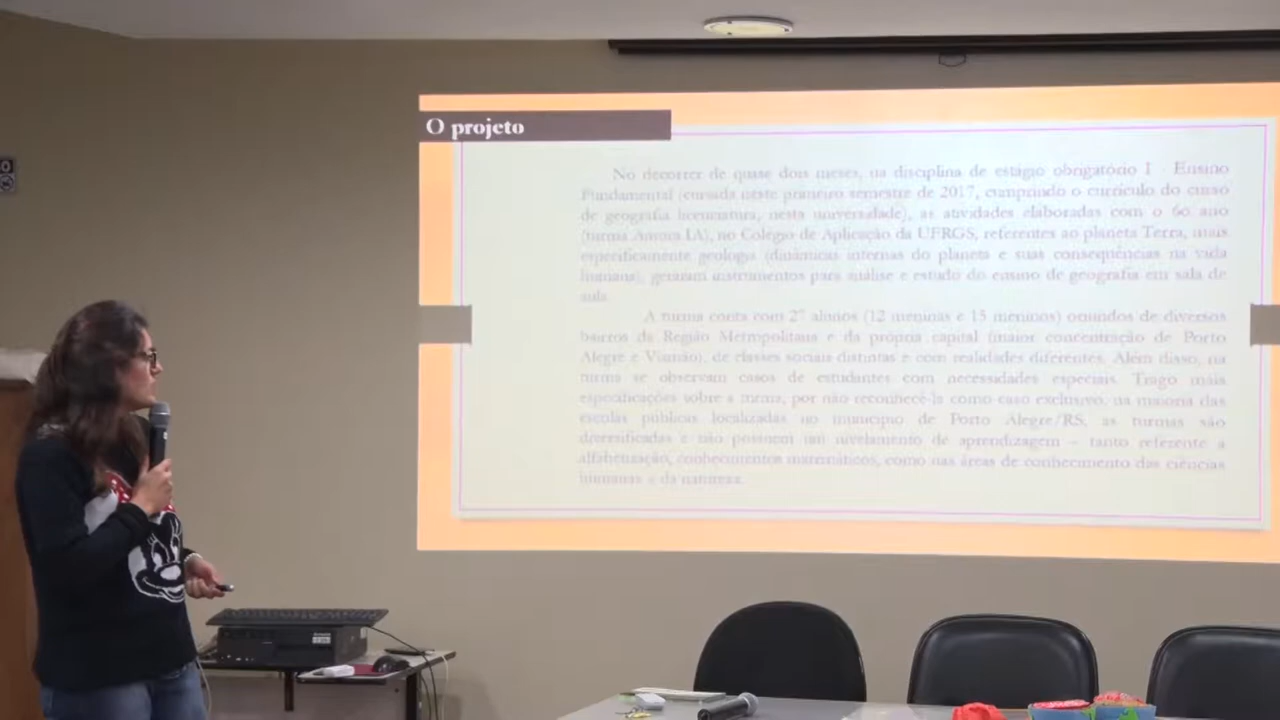 O projeto
No decorrer de quase dois meses, na disciplina de estágio obrigatório I - Ensino
Fundamental (cursada neste primeiro semestre de 2017, cumprindo o currículo do curso
de geografia licenciatura, nesta universidade), as atividades elaboradas com o 6o ano
(turma Amora IA), no Colégio de Aplicação da UFRGS, referentes ao planeta Terra, mais
especificamente geologia (dinâmicas internas do planeta e suas consequências na vida
humana), geraram instrumentos para análise e estudo do ensino de geografia em sala de
aula.
A turma conta com 27 alunos (12 meninas e 15 meninos) oriundos de diversos
bairros da Região Metropolitana e da própria capital (maior concentração de Porto
Alegre e Viamão), de classes sociais distintas e com realidades diferentes. Além disso, na
turma se observam casos de estudantes com necessidades especiais. Trago mais
especificações sobre a turma, por não reconhecê-la como caso exclusivo, na maioria das
escolas públicas localizadas no município de Porto Alegre/RS, as turmas são
diversificadas e não possuem um nivelamento de aprendizagem – tanto referente a
alfabetização, conhecimentos matemáticos, como nas áreas de conhecimento das ciências
humanas e da natureza.